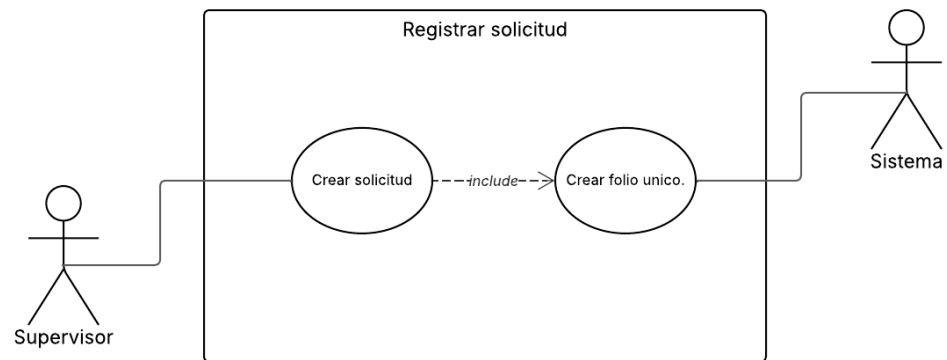 Registrar solicitud
Sistema
Crear solicitud
include
Crear folio unico.
Supervisor